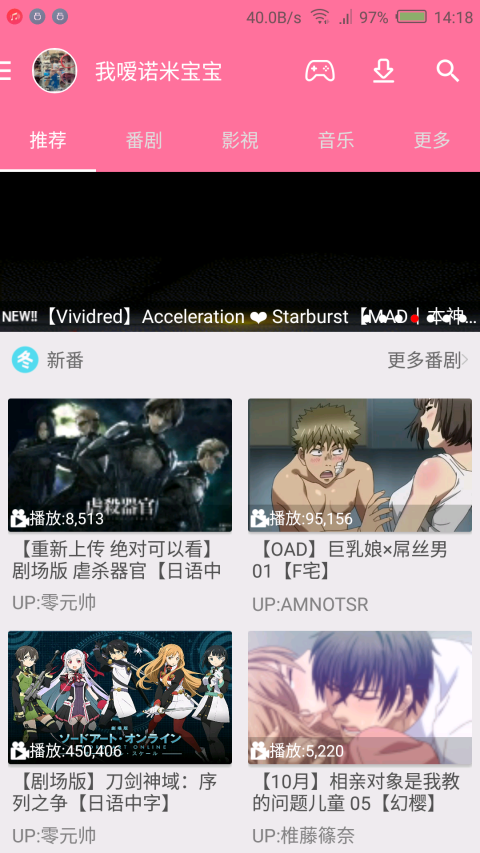 40.0B/s 97% 14:18
我嗳诺米宝宝
推荐 番剧 影視 音乐 更多
NEW!!【Vividred】Acceleration ❤ Starburst【MAD｜本神...
冬 新番 更多番剧
虐殺器官
播放:8,513
播放:95,156
【重新上传 绝对可以看】
剧场版 虐杀器官【日语中
UP:零元帅
【OAD】巨乳娘×屌丝男
01【F宅】
UP:AMNOTSR
劇場版
ソードアート・オンライン
播放:450,406
播放:5,220
【剧场版】刀剑神域：序
列之争【日语中字】
UP:零元帅
【10月】相亲对象是我教
的问题儿童 05【幻樱】
UP:椎藤篠奈